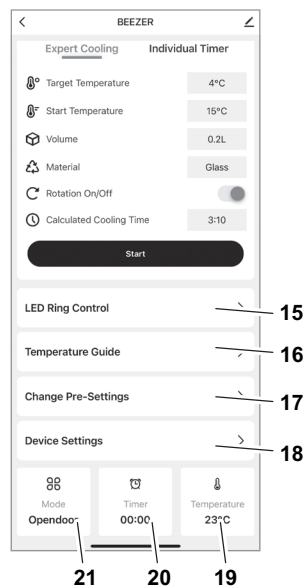 BEEZER
Expert Cooling Individual Timer
Target Temperature 4°C
Start Temperature 15°C
Volume 0.2L
Material Glass
Rotation On/Off
Calculated Cooling Time 3:10
Start
LED Ring Control
15
Temperature Guide
16
Change Pre-Settings
17
Device Settings
18
Mode Timer Temperature
Opendoor 00:00 23°C
21 20 19